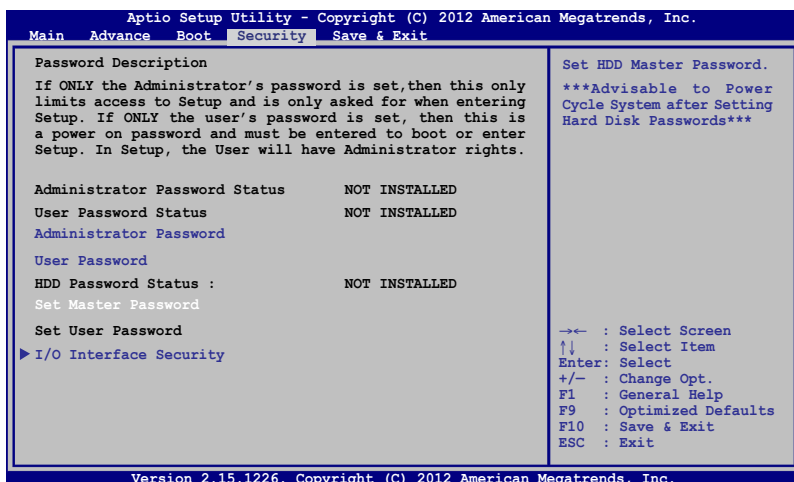 Aptio Setup Utility - Copyright (C) 2012 American Megatrends, Inc.
Main Advance Boot Security Save & Exit
Password Description
If ONLY the Administrator's password is set,then this only
limits access to Setup and is only asked for when entering
Setup. If ONLY the user's password is set, then this is
a power on password and must be entered to boot or enter
Setup. In Setup, the User will have Administrator rights.
Administrator Password Status NOT INSTALLED
User Password Status NOT INSTALLED
Administrator Password
User Password
HDD Password Status : NOT INSTALLED
Set Master Password
Set User Password
I/O Interface Security
Set HDD Master Password.
***Advisable to Power
Cycle System after Setting
Hard Disk Passwords***
→← : Select Screen
↑↓ : Select Item
Enter: Select
+/— : Change Opt.
F1 : General Help
F9 : Optimized Defaults
F10 : Save & Exit
ESC : Exit
Version 2.15.1226. Copyright (C) 2012 American Megatrends, Inc.